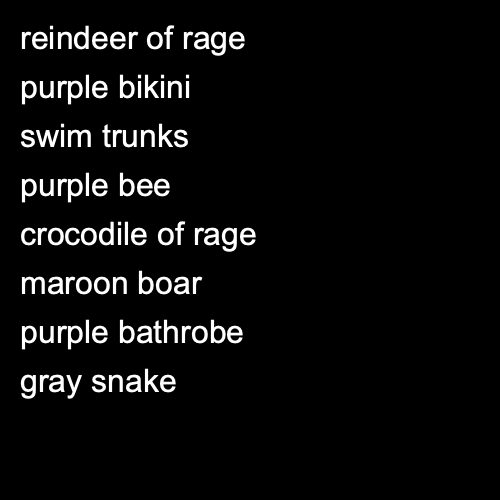 reindeer of rage
purple bikini
swim trunks
purple bee
crocodile of rage
maroon boar
purple bathrobe
gray snake